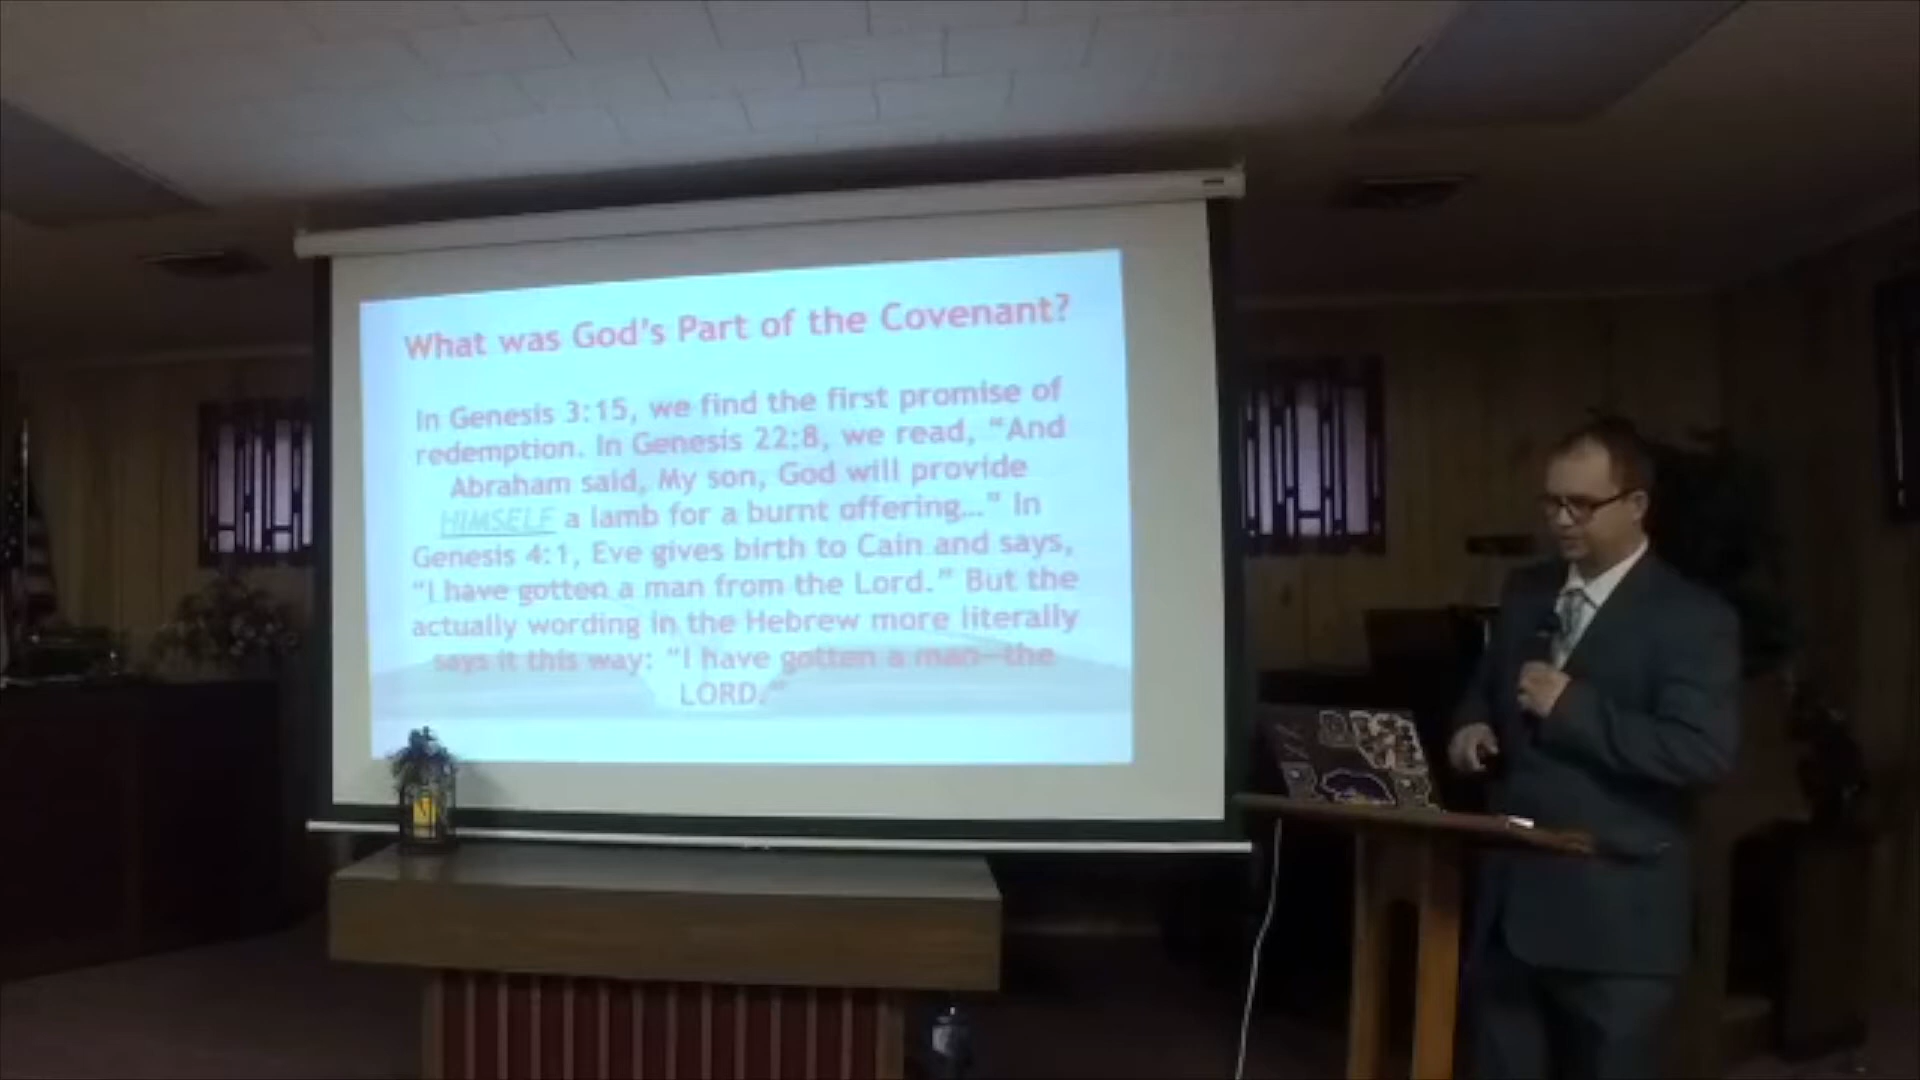 What was God's Part of the Covenant?
In Genesis 3:15, we find the first promise of
redemption. In Genesis 22:8, we read, "And
Abraham said, My son, God will provide
HIMSELF a lamb for a burnt offering..." In
Genesis 4:1, Eve gives birth to Cain and says,
"I have gotten a man from the Lord." But the
actually wording in the Hebrew more literally
says it this way: "I have gotten a man—the
LORD."